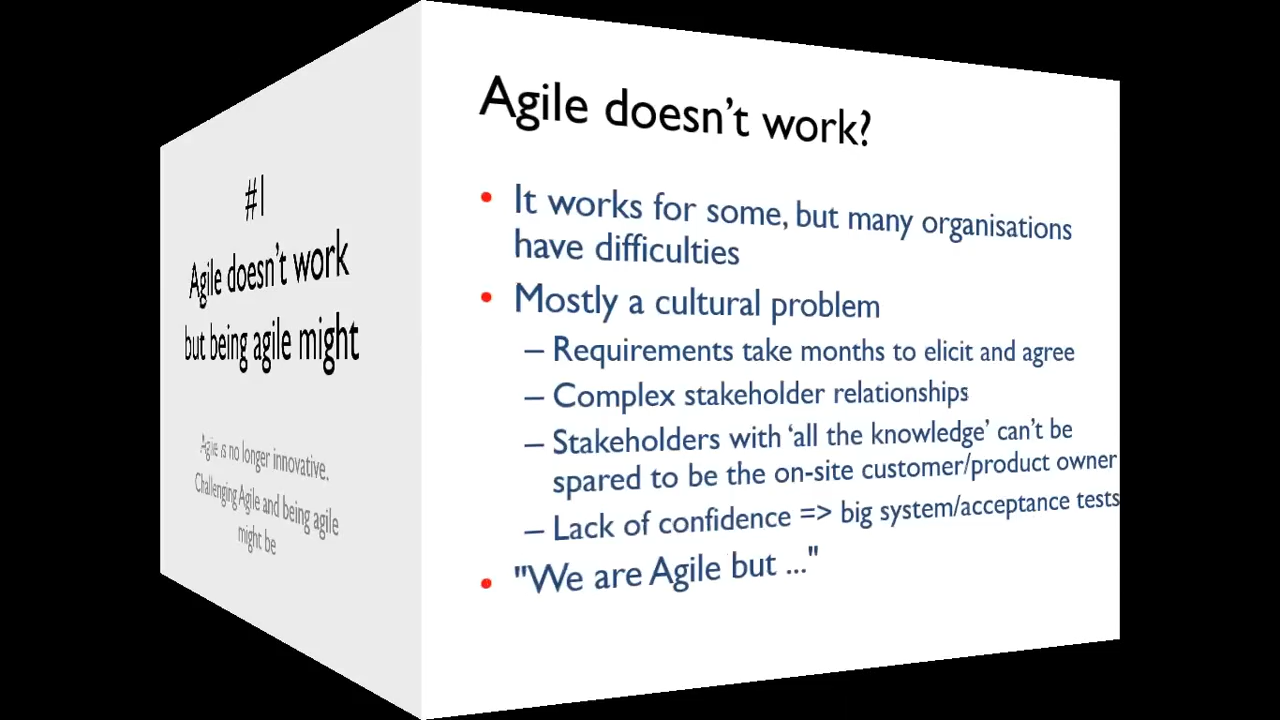 #1
Agile doesn't work
but being agile might
Agile is no longer innovative.
Challenging Agile and being agile
might be
Agile doesn't work?
• It works for some, but many organisations
have difficulties
• Mostly a cultural problem
– Requirements take months to elicit and agree
– Complex stakeholder relationships
– Stakeholders with 'all the knowledge' can't be
spared to be the on-site customer/product owner
– Lack of confidence => big system/acceptance tests
• "We are Agile but ..."